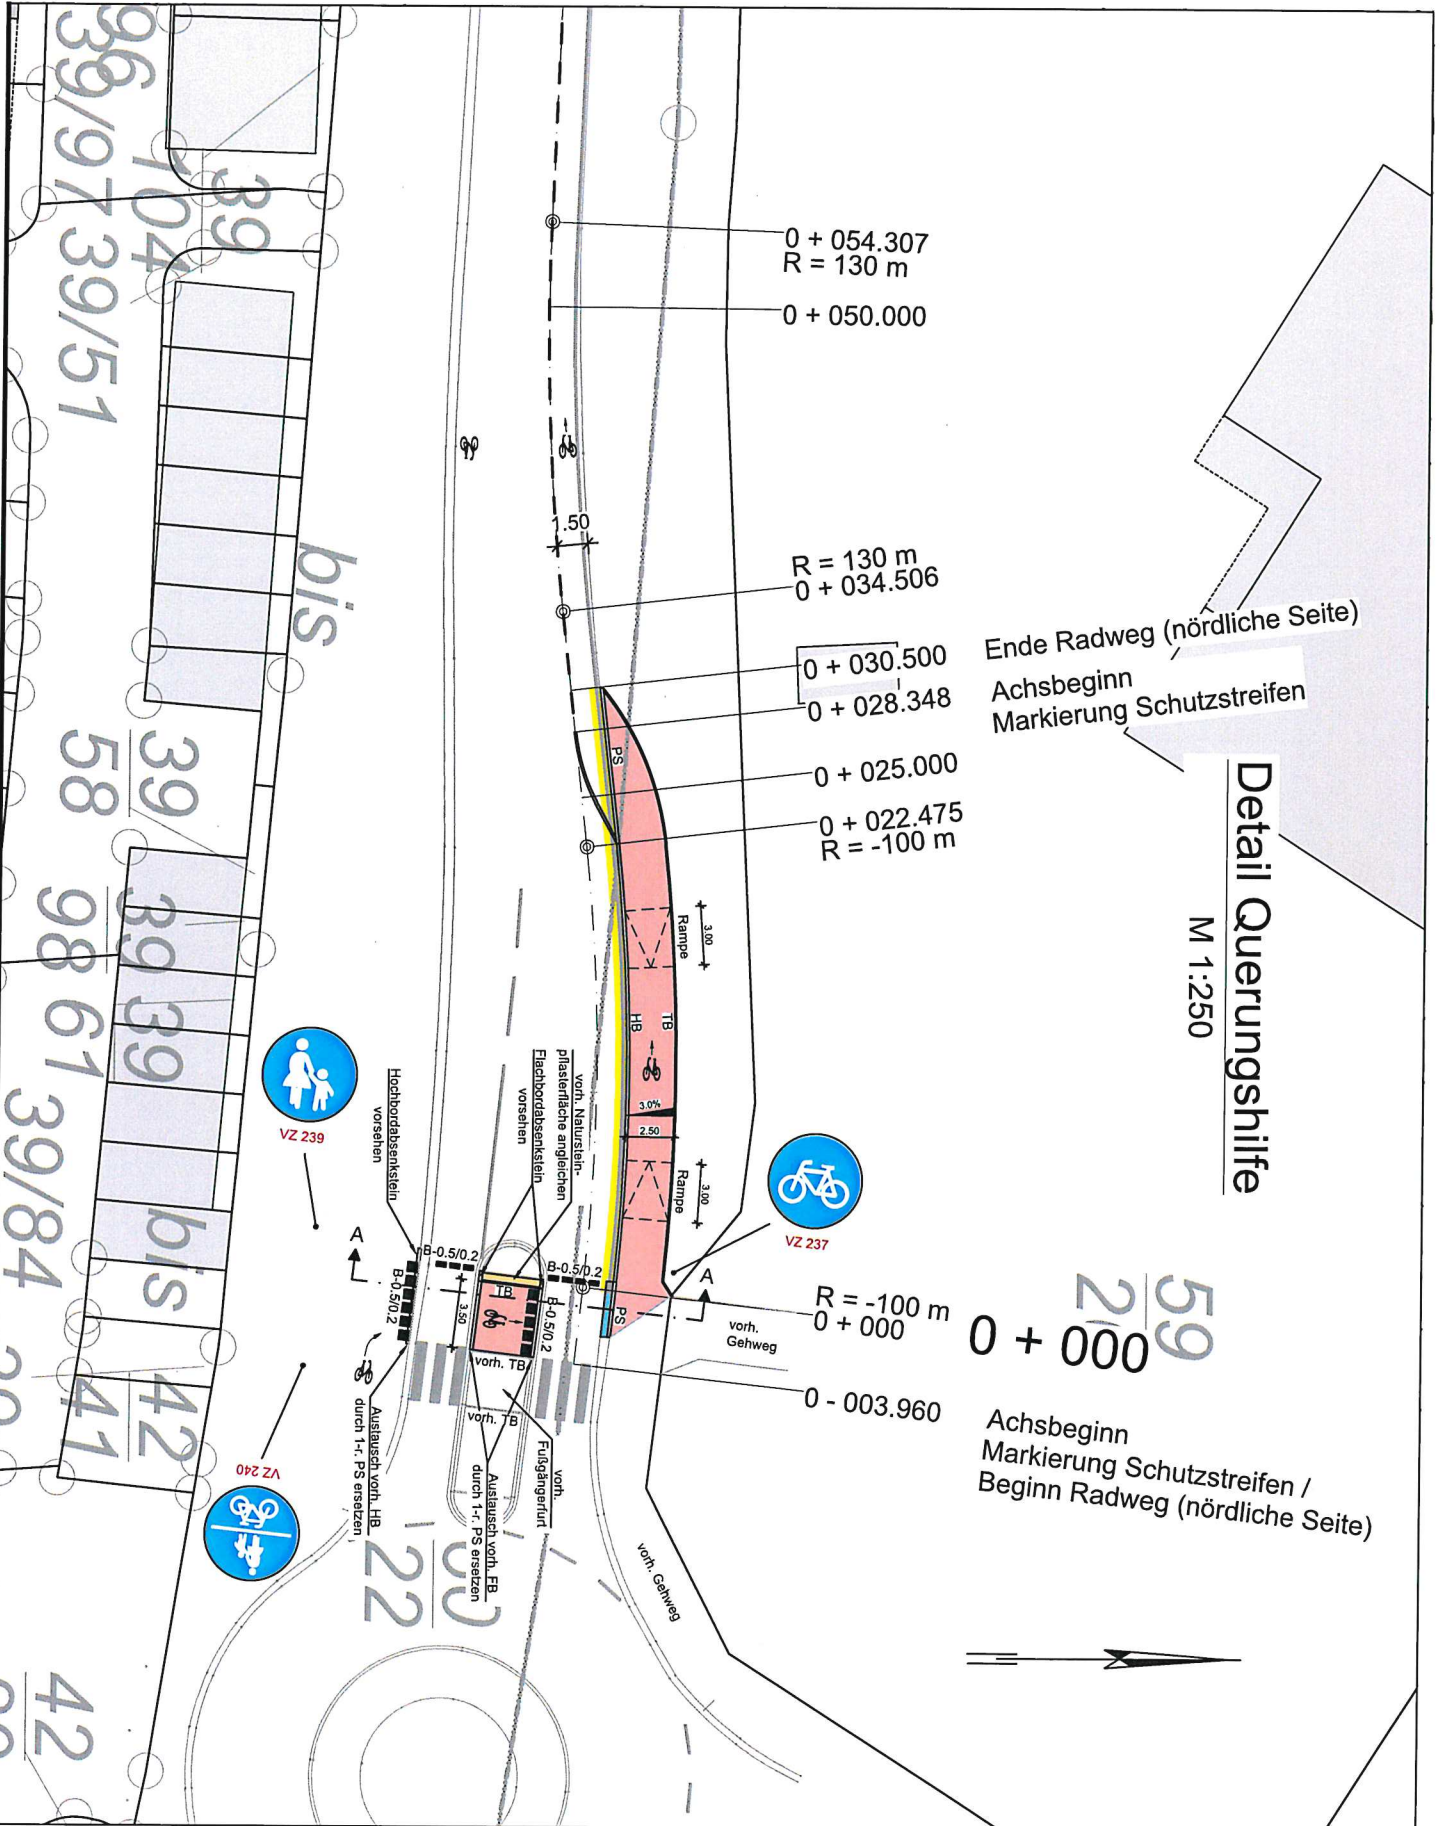 0 + 054.307
R = 130 m
0 + 050.000
1.50
R = 130 m
0 + 034.506
0 + 030.500
Ende Radweg (nördliche Seite)
0 + 028.348
Achsbeginn
Markierung Schutzstreifen
0 + 025.000
0 + 022.475
R = -100 m
Detail Querungshilfe
M 1:250
PS
Rampe
3.00
TB
HB
3.0%
2.50
Rampe
3.00
VZ 237
VZ 239
VZ 240
Hochbordabsenkstein
vorsehen
vorh. Naturstein-
pflasterfläche angleichen
Flachbordabsenkstein
vorsehen
A
A
B-0.5/0.2
B-0.5/0.2
B-0.5/0.2
B-0.5/0.2
TB
3.50
PS
vorh. TB
vorh. TB
vorh.
Gehweg
R = -100 m
0 + 000
0 + 000
0 - 003.960
Achsbeginn
Markierung Schutzstreifen /
Beginn Radweg (nördliche Seite)
vorh.
Fußgängerfurt
Austausch vorh. FB
durch 1-r. PS ersetzen
Austausch vorh. HB
durch 1-r. PS ersetzen
vorh. Gehweg
96
39/97
39/51
104
39
bis
39
58
39
98
39
61
39/84
bis
42
41
59
22
42